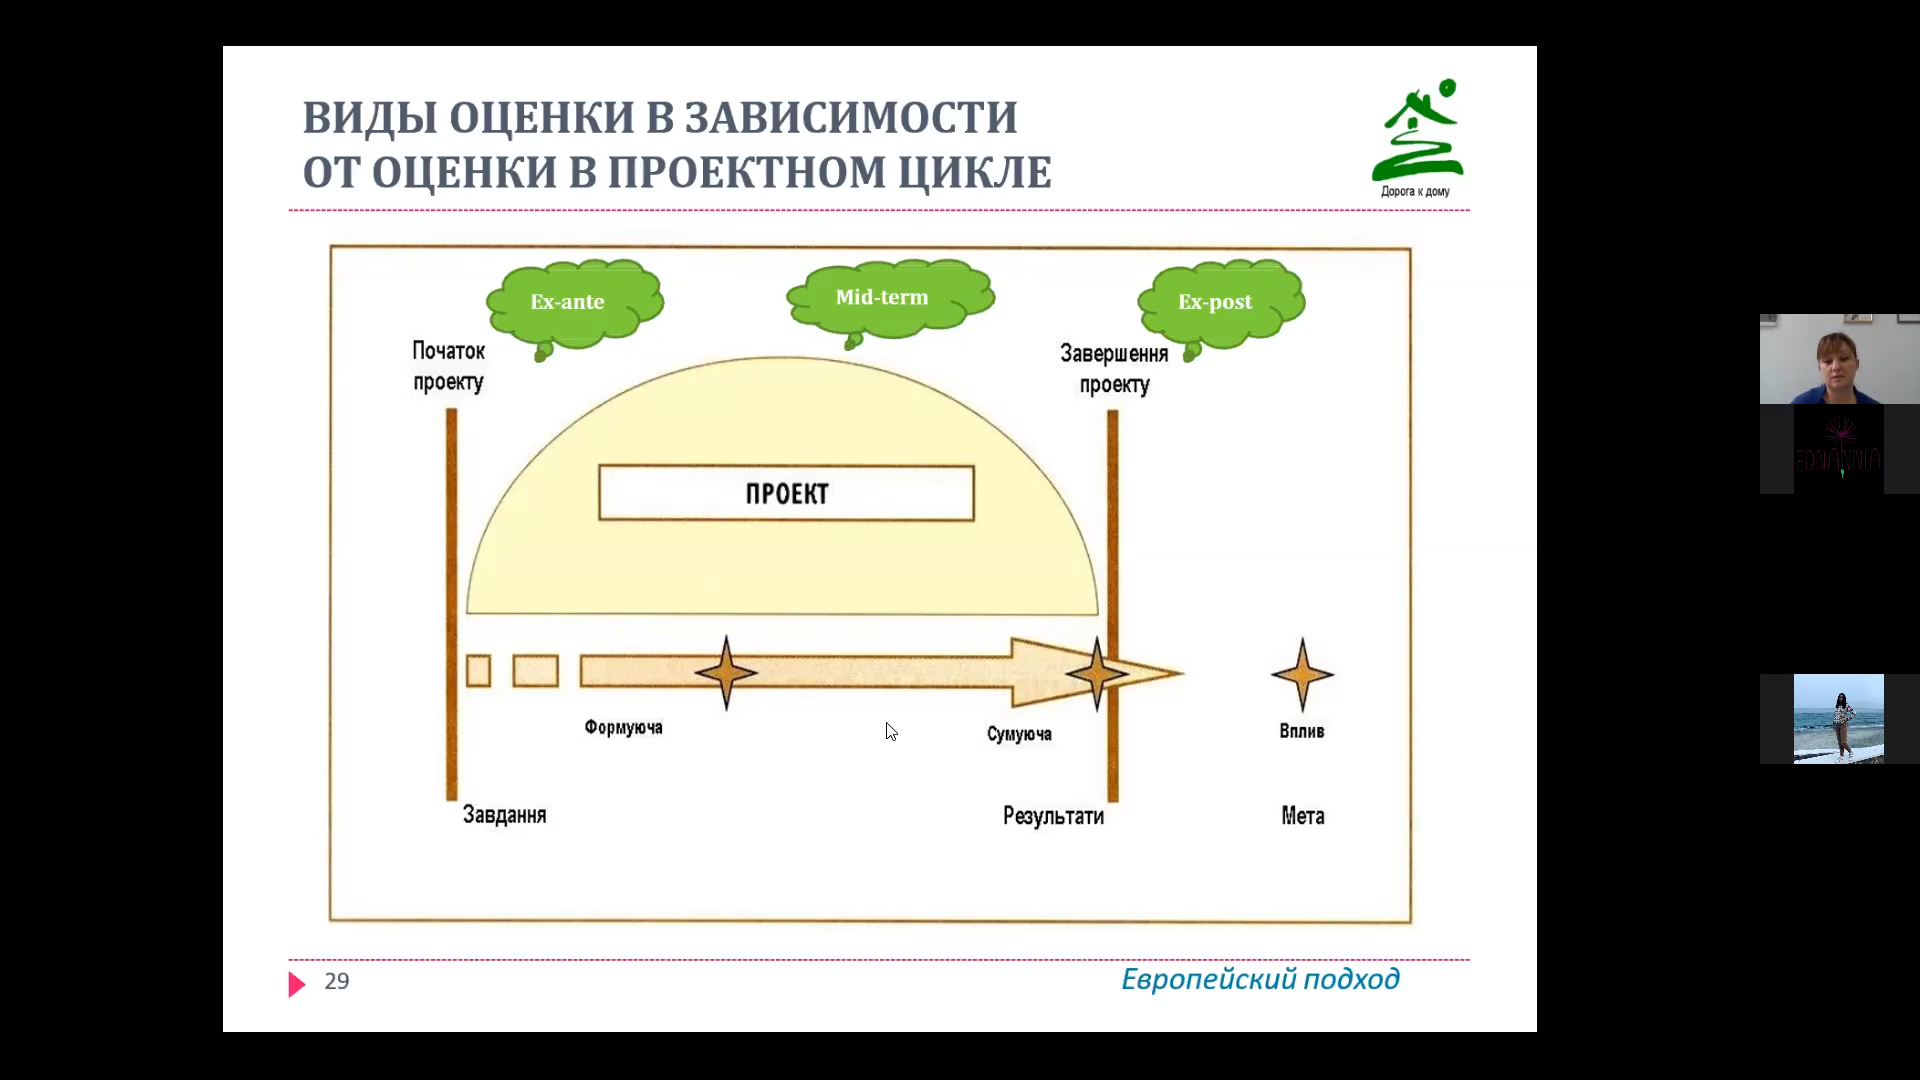 ВИДЫ ОЦЕНКИ В ЗАВИСИМОСТИ
ОТ ОЦЕНКИ В ПРОЕКТНОМ ЦИКЛЕ
Дорога к дому
Ex-ante
Mid-term
Ex-post
Початок
проекту
Завершення
проекту
ПРОЕКТ
Формуюча
Сумуюча
Вплив
Завдання
Результати
Мета
29
Европейский подход
EDNANNIA